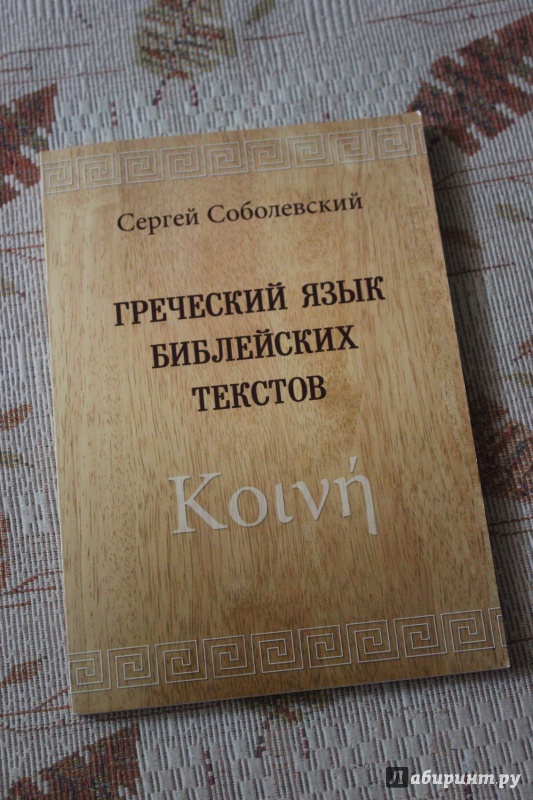 Сергей Соболевский
ГРЕЧЕСКИЙ ЯЗЫК
БИБЛЕЙСКИХ
ТЕКСТОВ
Κοινή
Лабиринт.ру